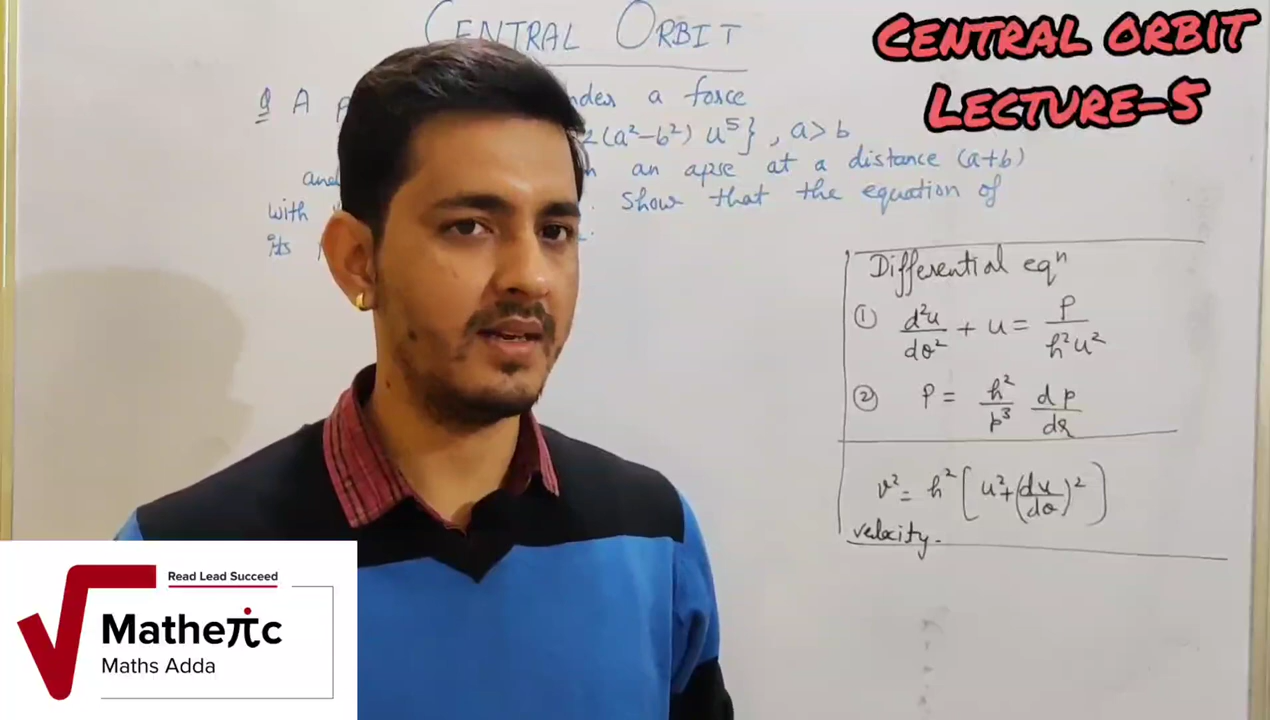 CENTRAL ORBIT
CENTRAL ORBIT
LECTURE-5
Q A a force
2(a²-b²) u⁵} , a>b
and an apse at a distance (a+b)
with Show that the equation of
its
Differential eqⁿ
① d²u/dθ² + u = P/h²u²
② P = h²/p³ dp/dr
v² = h² [ u² + (du/dθ)² ]
velocity.
Read Lead Succeed
Matheπc
Maths Adda